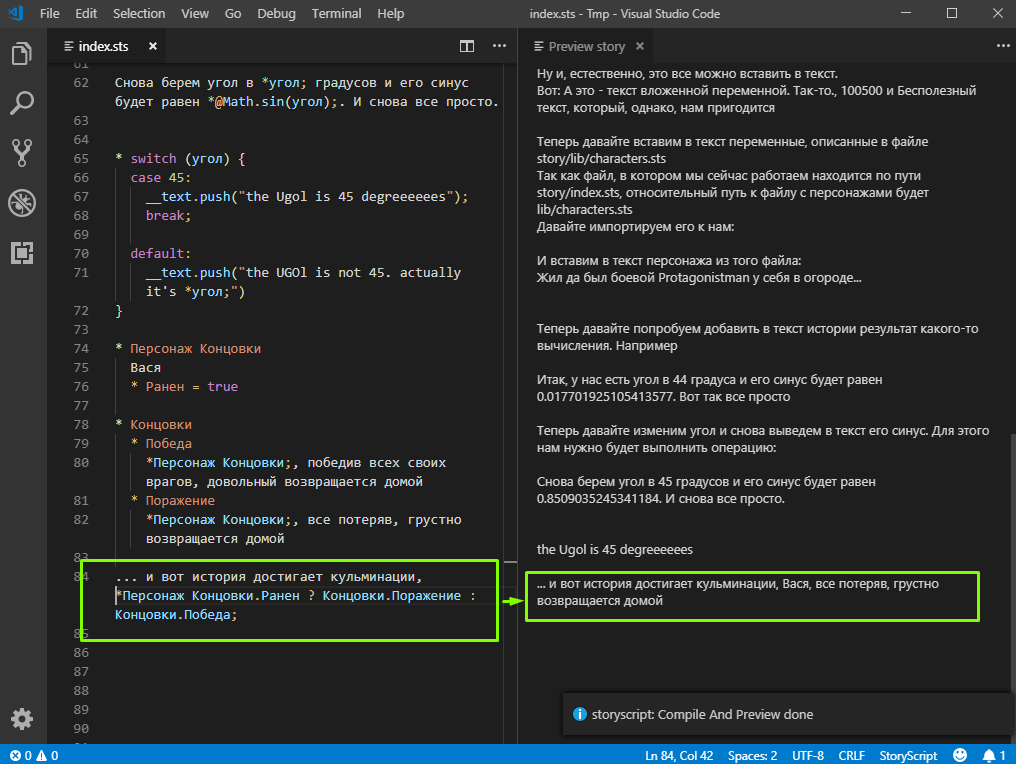 File Edit Selection View Go Debug Terminal Help
index.sts - Tmp - Visual Studio Code
index.sts ×
61
62 Снова берем угол в *угол; градусов и его синус
будет равен *@Math.sin(угол);. И снова все просто.
63
64
65 * switch (угол) {
66 case 45:
67 __text.push("the Ugol is 45 degreeeeees");
68 break;
69
70 default:
71 __text.push("the UGOl is not 45. actually
it's *угол;")
72 }
73
74 * Персонаж Концовки
75 Вася
76 * Ранен = true
77
78 * Концовки
79 * Победа
80 *Персонаж Концовки;, победив всех своих
врагов, довольный возвращается домой
81 * Поражение
82 *Персонаж Концовки;, все потеряв, грустно
возвращается домой
83
84 ... и вот история достигает кульминации,
*Персонаж Концовки.Ранен ? Концовки.Поражение :
Концовки.Победа;
85
86
87
88
89
90
Preview story ×
Ну и, естественно, это все можно вставить в текст.
Вот: А это - текст вложенной переменной. Так-то., 100500 и Бесполезный
текст, который, однако, нам пригодится
Теперь давайте вставим в текст переменные, описанные в файле
story/lib/characters.sts
Так как файл, в котором мы сейчас работаем находится по пути
story/index.sts, относительный путь к файлу с персонажами будет
lib/characters.sts
Давайте импортируем его к нам:
И вставим в текст персонажа из того файла:
Жил да был боевой Protagonistman у себя в огороде...
Теперь давайте попробуем добавить в текст истории результат какого-то
вычисления. Например
Итак, у нас есть угол в 44 градуса и его синус будет равен
0.017701925105413577. Вот так все просто
Теперь давайте изменим угол и снова выведем в текст его синус. Для этого
нам нужно будет выполнить операцию:
Снова берем угол в 45 градусов и его синус будет равен
0.8509035245341184. И снова все просто.
the Ugol is 45 degreeeeees
... и вот история достигает кульминации, Вася, все потеряв, грустно
возвращается домой
storyscript: Compile And Preview done
0 0
Ln 84, Col 42 Spaces: 2 UTF-8 CRLF StoryScript 1